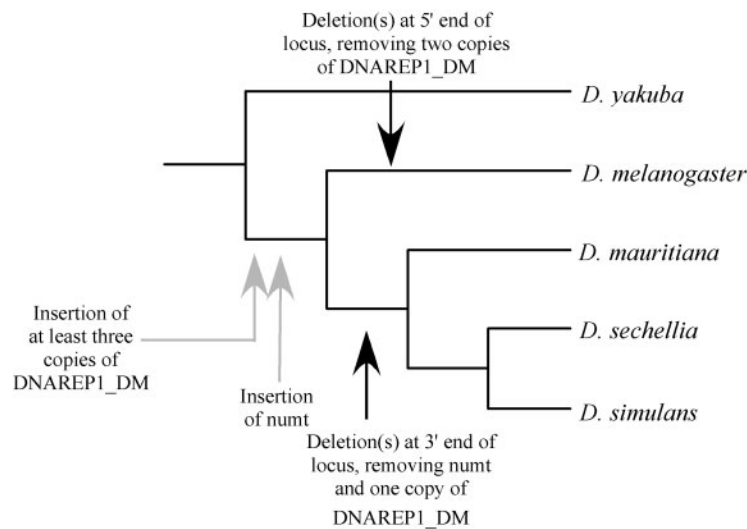 Deletion(s) at 5' end of
locus, removing two copies
of DNAREP1_DM
D. yakuba
D. melanogaster
D. mauritiana
Insertion of
at least three
copies of
DNAREP1_DM
D. sechellia
Insertion
of numt
D. simulans
Deletion(s) at 3' end of
locus, removing numt
and one copy of
DNAREP1_DM